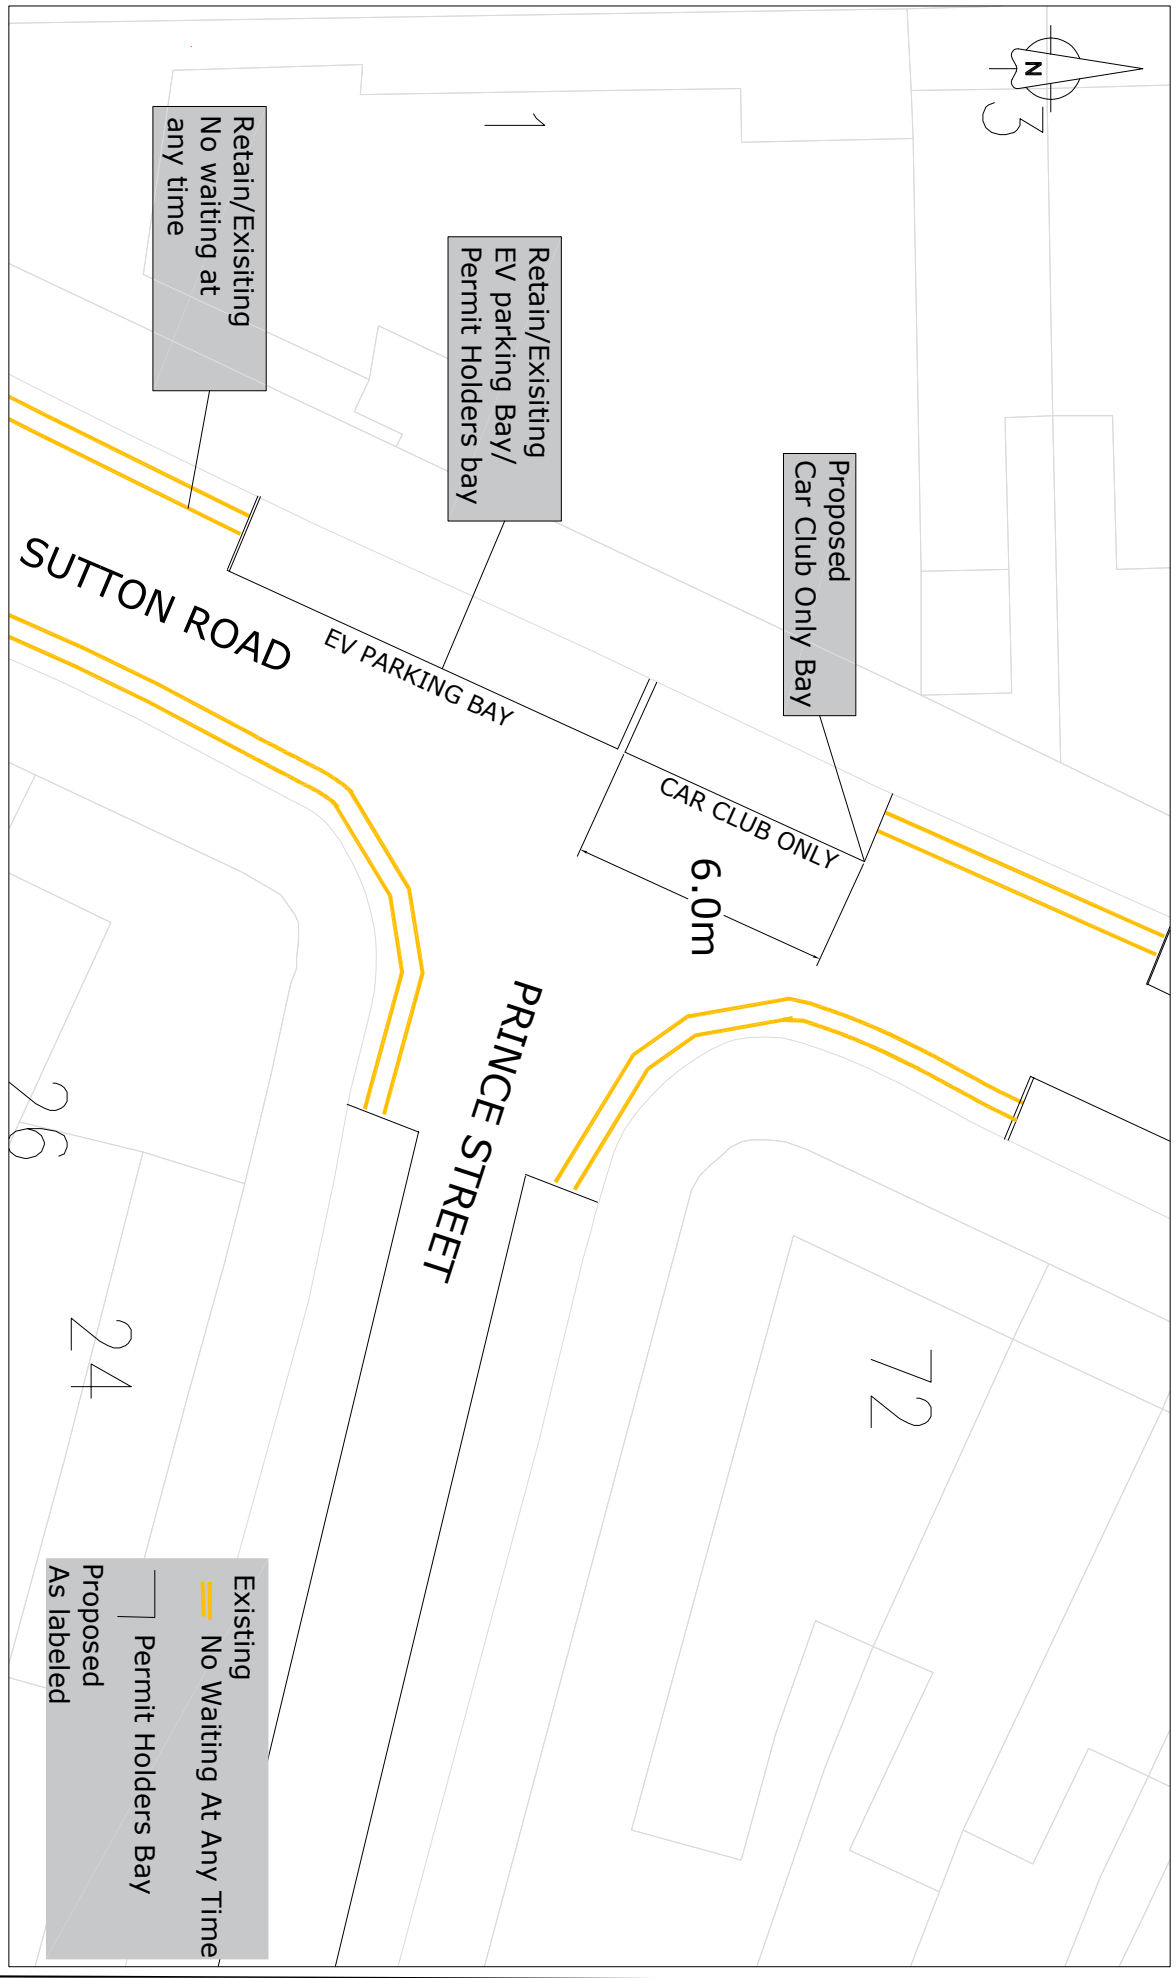 N
3
1
Retain/Exisiting
No waiting at
any time
Retain/Exisiting
EV parking Bay/
Permit Holders bay
Proposed
Car Club Only Bay
SUTTON ROAD
EV PARKING BAY
CAR CLUB ONLY
6.0m
PRINCE STREET
26
24
72
Existing
No Waiting At Any Time
Permit Holders Bay
Proposed
As labeled